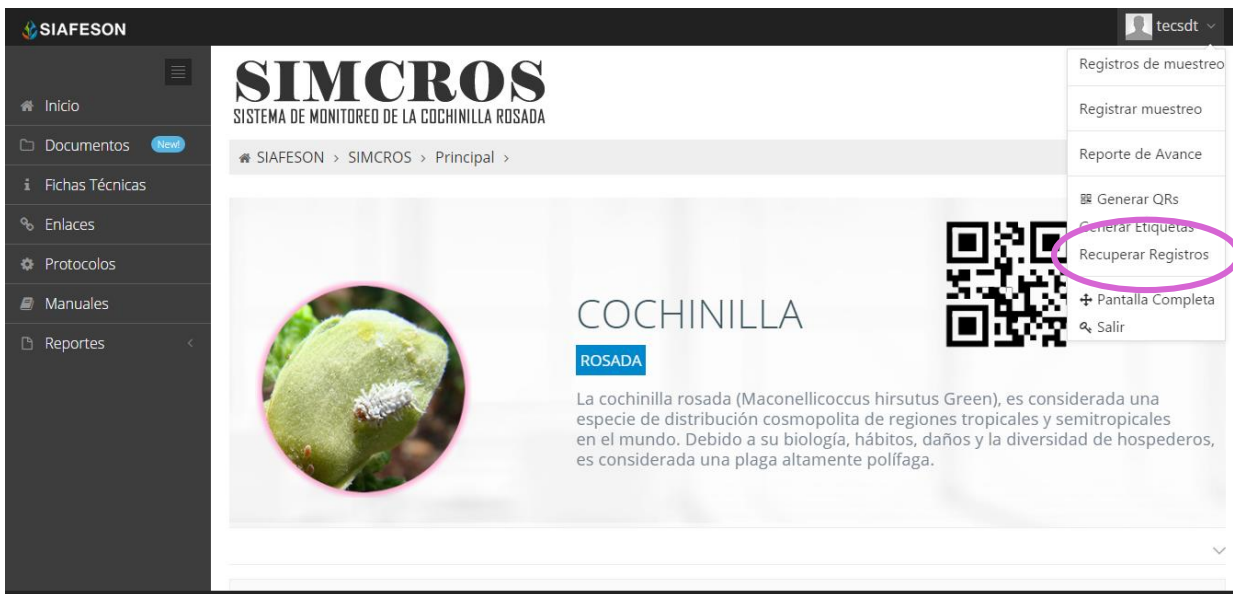 SIAFESON
tecsdt
Inicio
Documentos New!
Fichas Técnicas
Enlaces
Protocolos
Manuales
Reportes
SIMCROS
SISTEMA DE MONITOREO DE LA COCHINILLA ROSADA
SIAFESON > SIMCROS > Principal >
Registros de muestreo
Registrar muestreo
Reporte de Avance
Generar QRs
Generar Etiquetas
Recuperar Registros
Pantalla Completa
Salir
COCHINILLA
ROSADA
La cochinilla rosada (Maconellicoccus hirsutus Green), es considerada una
especie de distribución cosmopolita de regiones tropicales y semitropicales
en el mundo. Debido a su biología, hábitos, daños y la diversidad de hospederos,
es considerada una plaga altamente polífaga.